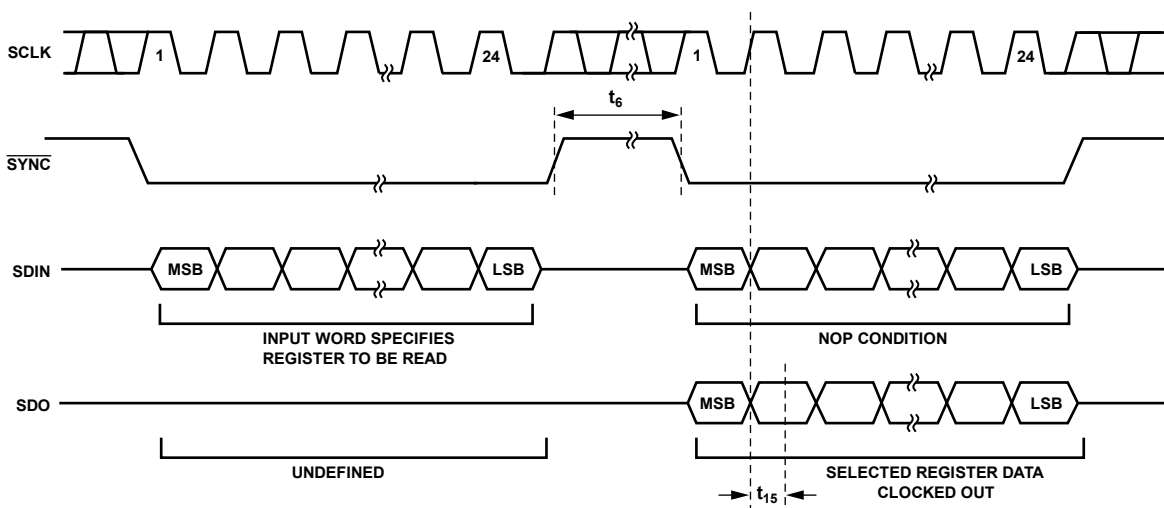 SCLK
1
24
1
24
t6
SYNC
SDIN
MSB
LSB
MSB
LSB
INPUT WORD SPECIFIES
REGISTER TO BE READ
NOP CONDITION
SDO
MSB
LSB
UNDEFINED
SELECTED REGISTER DATA
CLOCKED OUT
t15